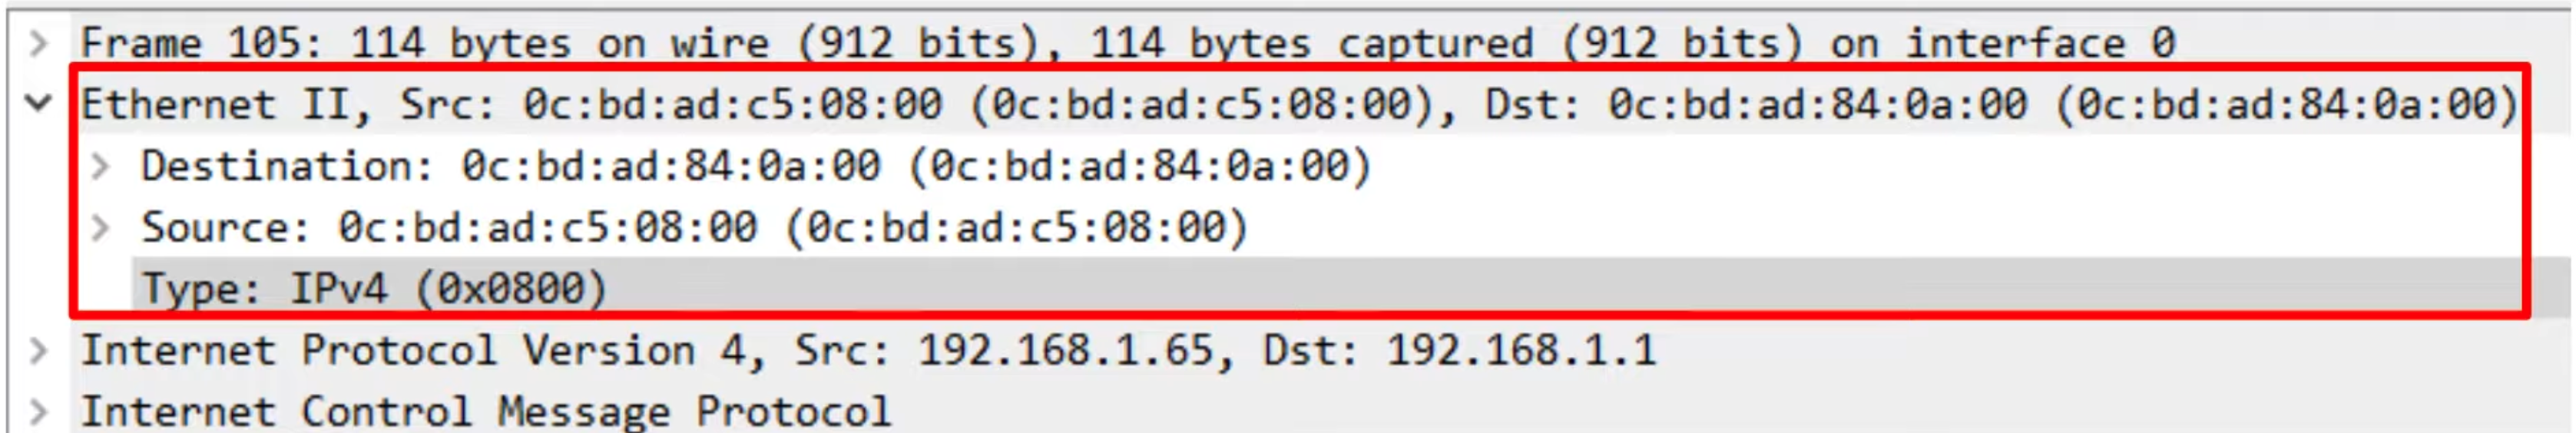 Frame 105: 114 bytes on wire (912 bits), 114 bytes captured (912 bits) on interface 0
Ethernet II, Src: 0c:bd:ad:c5:08:00 (0c:bd:ad:c5:08:00), Dst: 0c:bd:ad:84:0a:00 (0c:bd:ad:84:0a:00)
Destination: 0c:bd:ad:84:0a:00 (0c:bd:ad:84:0a:00)
Source: 0c:bd:ad:c5:08:00 (0c:bd:ad:c5:08:00)
Type: IPv4 (0x0800)
Internet Protocol Version 4, Src: 192.168.1.65, Dst: 192.168.1.1
Internet Control Message Protocol